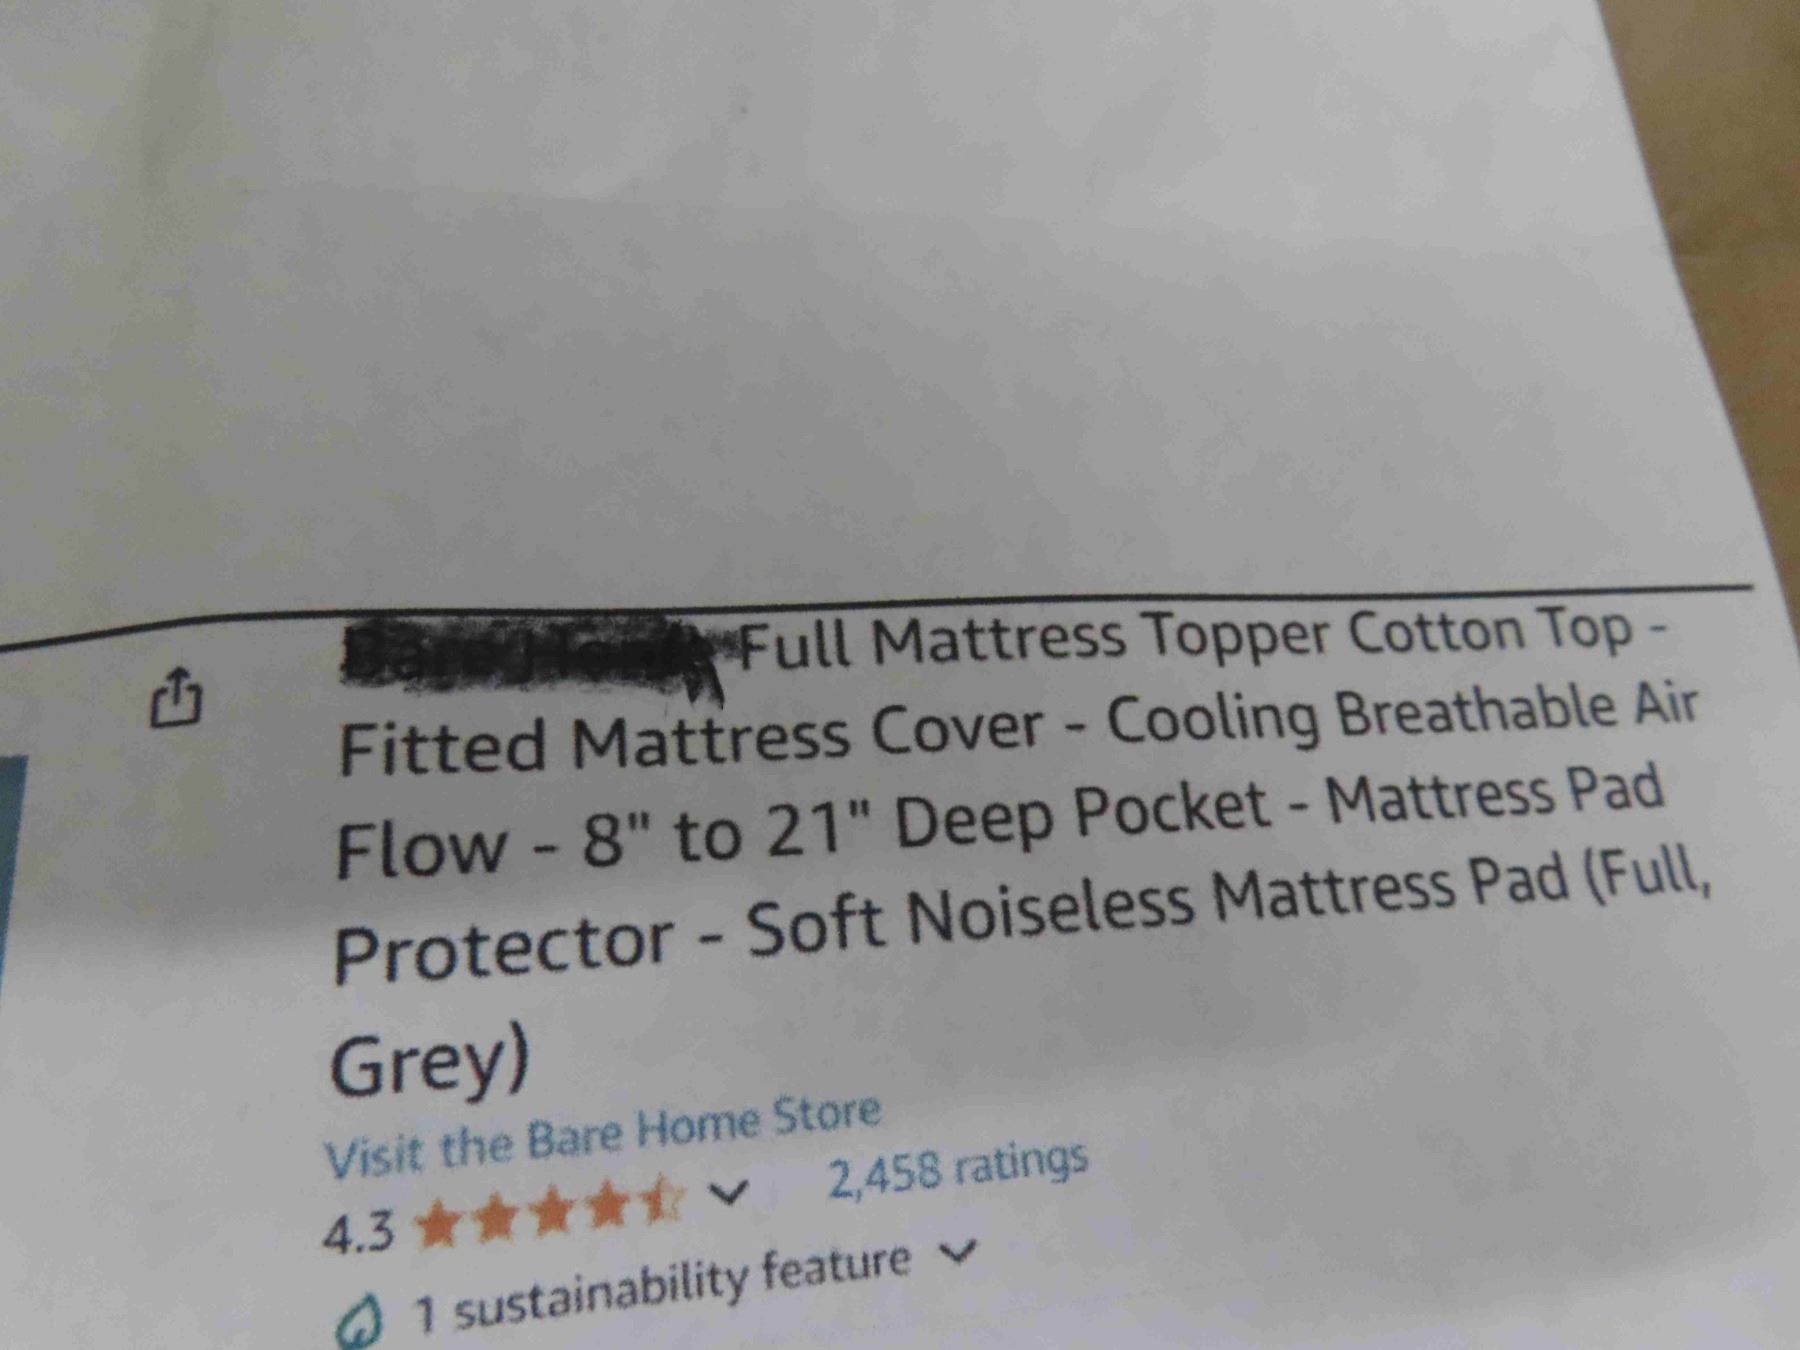 Full Mattress Topper Cotton Top -
Fitted Mattress Cover - Cooling Breathable Air
Flow - 8" to 21" Deep Pocket - Mattress Pad
Protector - Soft Noiseless Mattress Pad (Full,
Grey)
Visit the Bare Home Store
4.3 2,458 ratings
1 sustainability feature